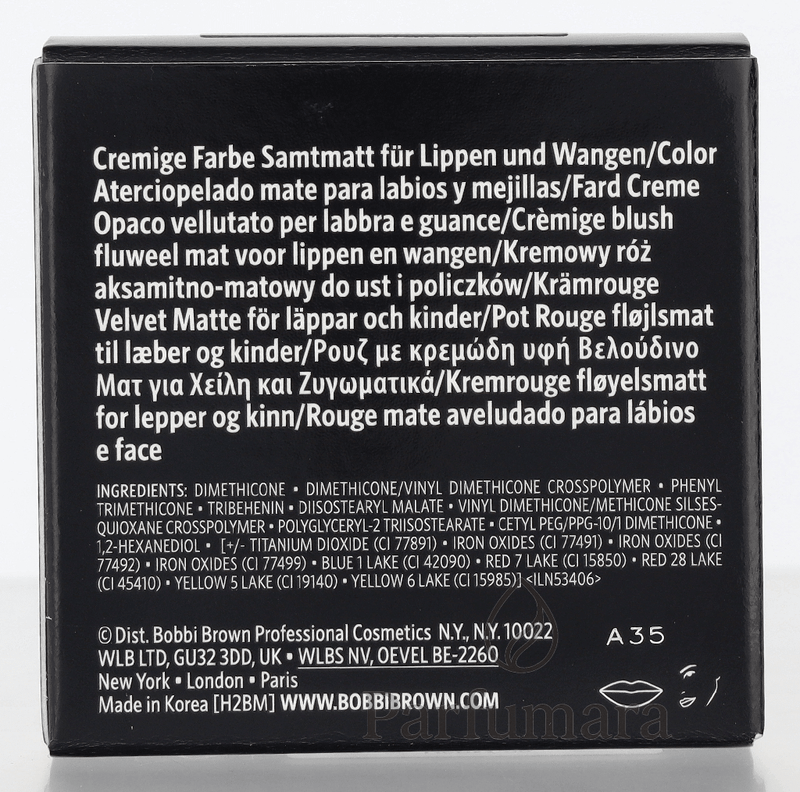 Cremige Farbe Samtmatt für Lippen und Wangen/Color
Aterciopelado mate para labios y mejillas/Fard Creme
Opaco vellutato per labbra e guance/Crèmige blush
fluweel mat voor lippen en wangen/Kremowy róż
aksamitno-matowy do ust i policzków/Krämrouge
Velvet Matte för läppar och kinder/Pot Rouge fløjlsmat
til læber og kinder/Ρουζ με κρεμώδη υφή Βελούδινο
Ματ για Χείλη και Ζυγωματικά/Kremrouge fløyelsmatt
for lepper og kinn/Rouge mate aveludado para lábios
e face
INGREDIENTS: DIMETHICONE • DIMETHICONE/VINYL DIMETHICONE CROSSPOLYMER • PHENYL
TRIMETHICONE • TRIBEHENIN • DIISOSTEARYL MALATE • VINYL DIMETHICONE/METHICONE SILSES-
QUIOXANE CROSSPOLYMER • POLYGLYCERYL-2 TRIISOSTEARATE • CETYL PEG/PPG-10/1 DIMETHICONE •
1,2-HEXANEDIOL • [+/- TITANIUM DIOXIDE (CI 77891) • IRON OXIDES (CI 77491) • IRON OXIDES (CI
77492) • IRON OXIDES (CI 77499) • BLUE 1 LAKE (CI 42090) • RED 7 LAKE (CI 15850) • RED 28 LAKE
(CI 45410) • YELLOW 5 LAKE (CI 19140) • YELLOW 6 LAKE (CI 15985)] <ILN53406>
© Dist. Bobbi Brown Professional Cosmetics N.Y., N.Y. 10022
WLB LTD, GU32 3DD, UK • WLBS NV, OEVEL BE-2260
New York • London • Paris
Made in Korea [H2BM] WWW.BOBBIBROWN.COM
A35
Parfumara